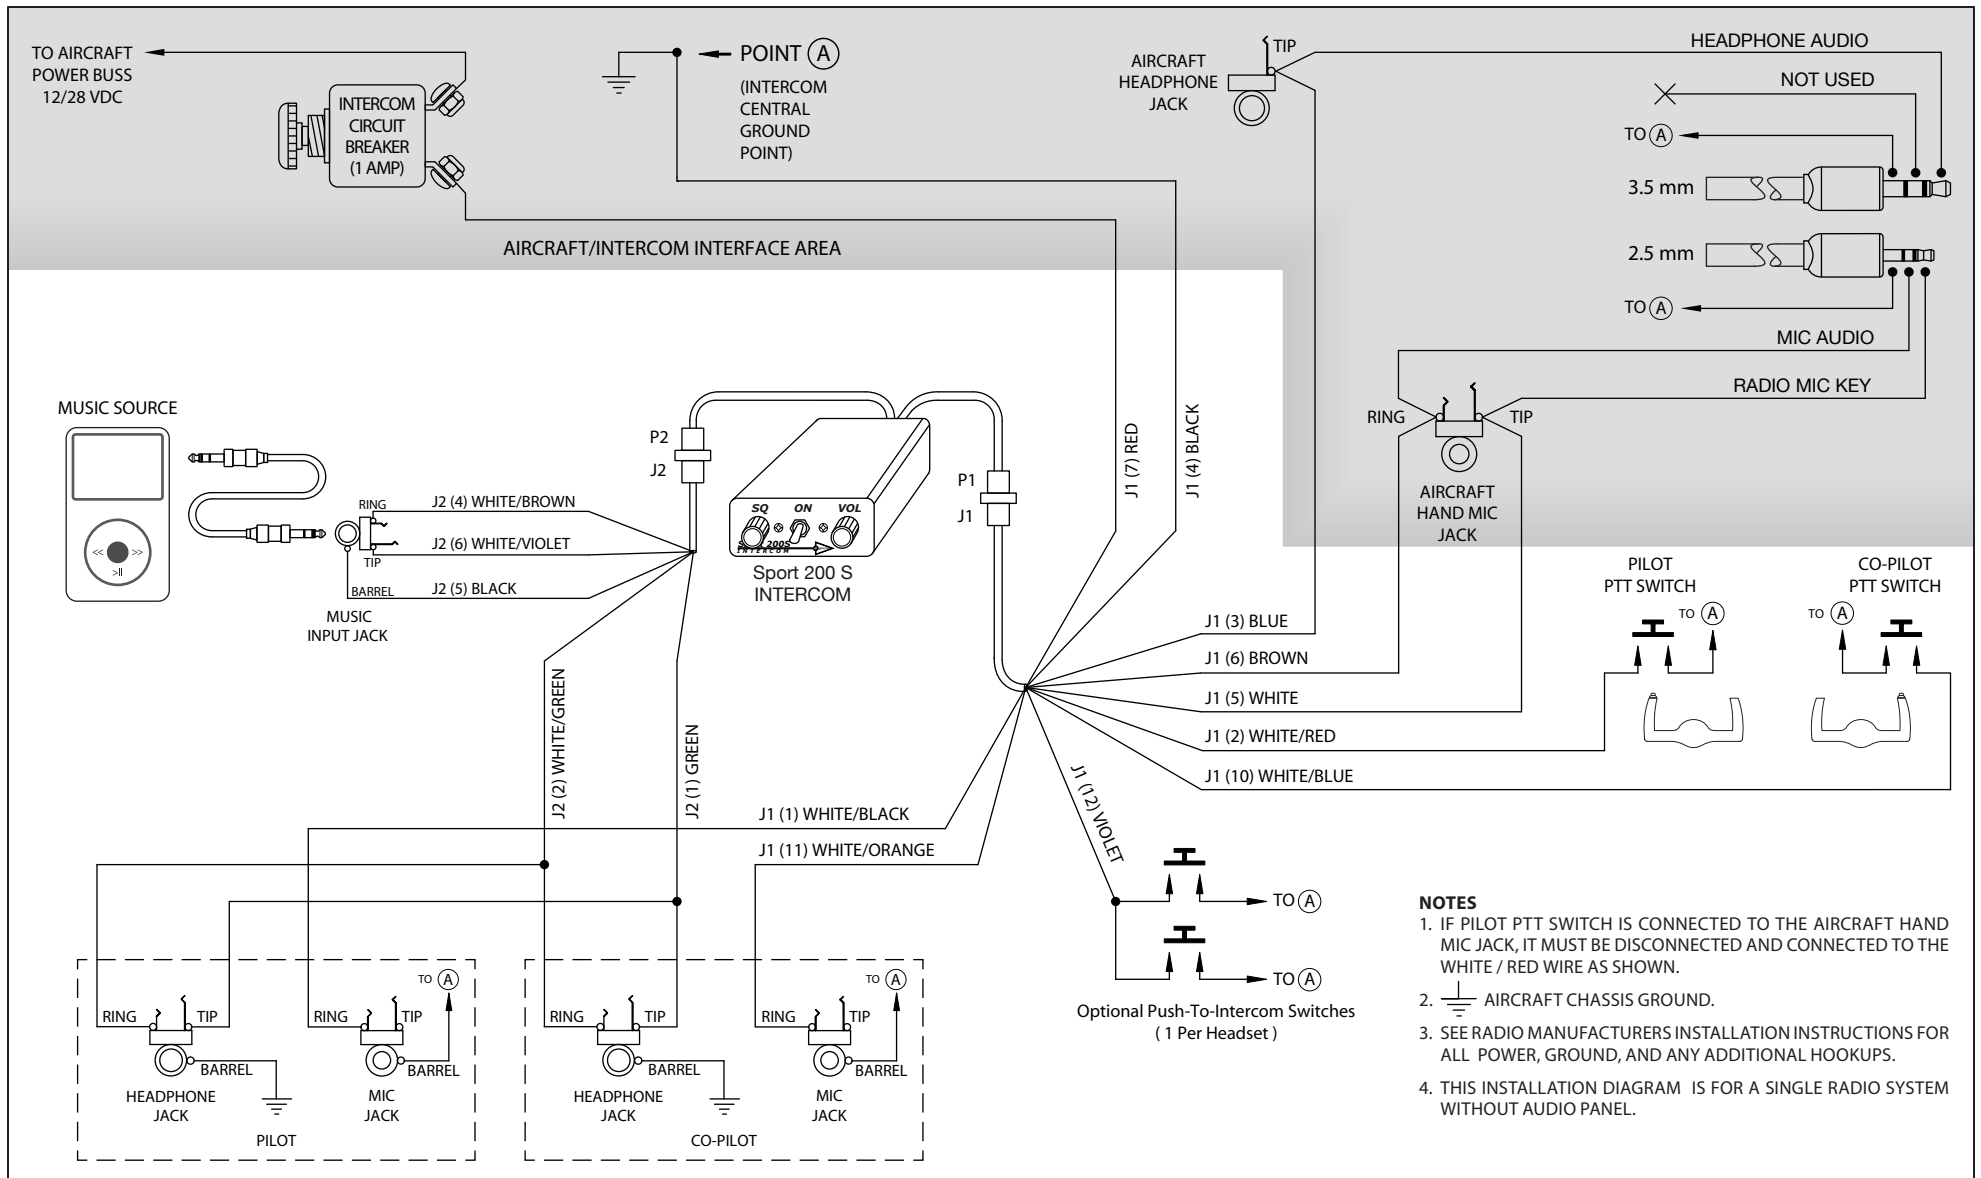 TO AIRCRAFT
POWER BUSS
12/28 VDC
INTERCOM
CIRCUIT
BREAKER
(1 AMP)
POINT A
(INTERCOM
CENTRAL
GROUND
POINT)
AIRCRAFT
HEADPHONE
JACK
TIP
HEADPHONE AUDIO
NOT USED
TO A
3.5 mm
2.5 mm
TO A
MIC AUDIO
RADIO MIC KEY
RING
TIP
AIRCRAFT
HAND MIC
JACK
AIRCRAFT/INTERCOM INTERFACE AREA
J1 (7) RED
J1 (4) BLACK
MUSIC SOURCE
<<
>>
>II
RING
TIP
BARREL
MUSIC
INPUT JACK
J2 (4) WHITE/BROWN
J2 (6) WHITE/VIOLET
J2 (5) BLACK
P2
J2
SQ ON VOL
200S
INTERCOM
Sport 200 S
INTERCOM
P1
J1
PILOT
PTT SWITCH
TO A
CO-PILOT
PTT SWITCH
TO A
J1 (3) BLUE
J1 (6) BROWN
J1 (5) WHITE
J1 (2) WHITE/RED
J1 (10) WHITE/BLUE
J1 (12) VIOLET
J2 (2) WHITE/GREEN
J2 (1) GREEN
J1 (1) WHITE/BLACK
J1 (11) WHITE/ORANGE
TO A
TO A
Optional Push-To-Intercom Switches
( 1 Per Headset )
RING
TIP
BARREL
HEADPHONE
JACK
RING
TIP
TO A
BARREL
MIC
JACK
PILOT
RING
TIP
BARREL
HEADPHONE
JACK
RING
TIP
TO A
BARREL
MIC
JACK
CO-PILOT
NOTES
1. IF PILOT PTT SWITCH IS CONNECTED TO THE AIRCRAFT HAND
MIC JACK, IT MUST BE DISCONNECTED AND CONNECTED TO THE
WHITE / RED WIRE AS SHOWN.
2. AIRCRAFT CHASSIS GROUND.
3. SEE RADIO MANUFACTURERS INSTALLATION INSTRUCTIONS FOR
ALL POWER, GROUND, AND ANY ADDITIONAL HOOKUPS.
4. THIS INSTALLATION DIAGRAM IS FOR A SINGLE RADIO SYSTEM
WITHOUT AUDIO PANEL.